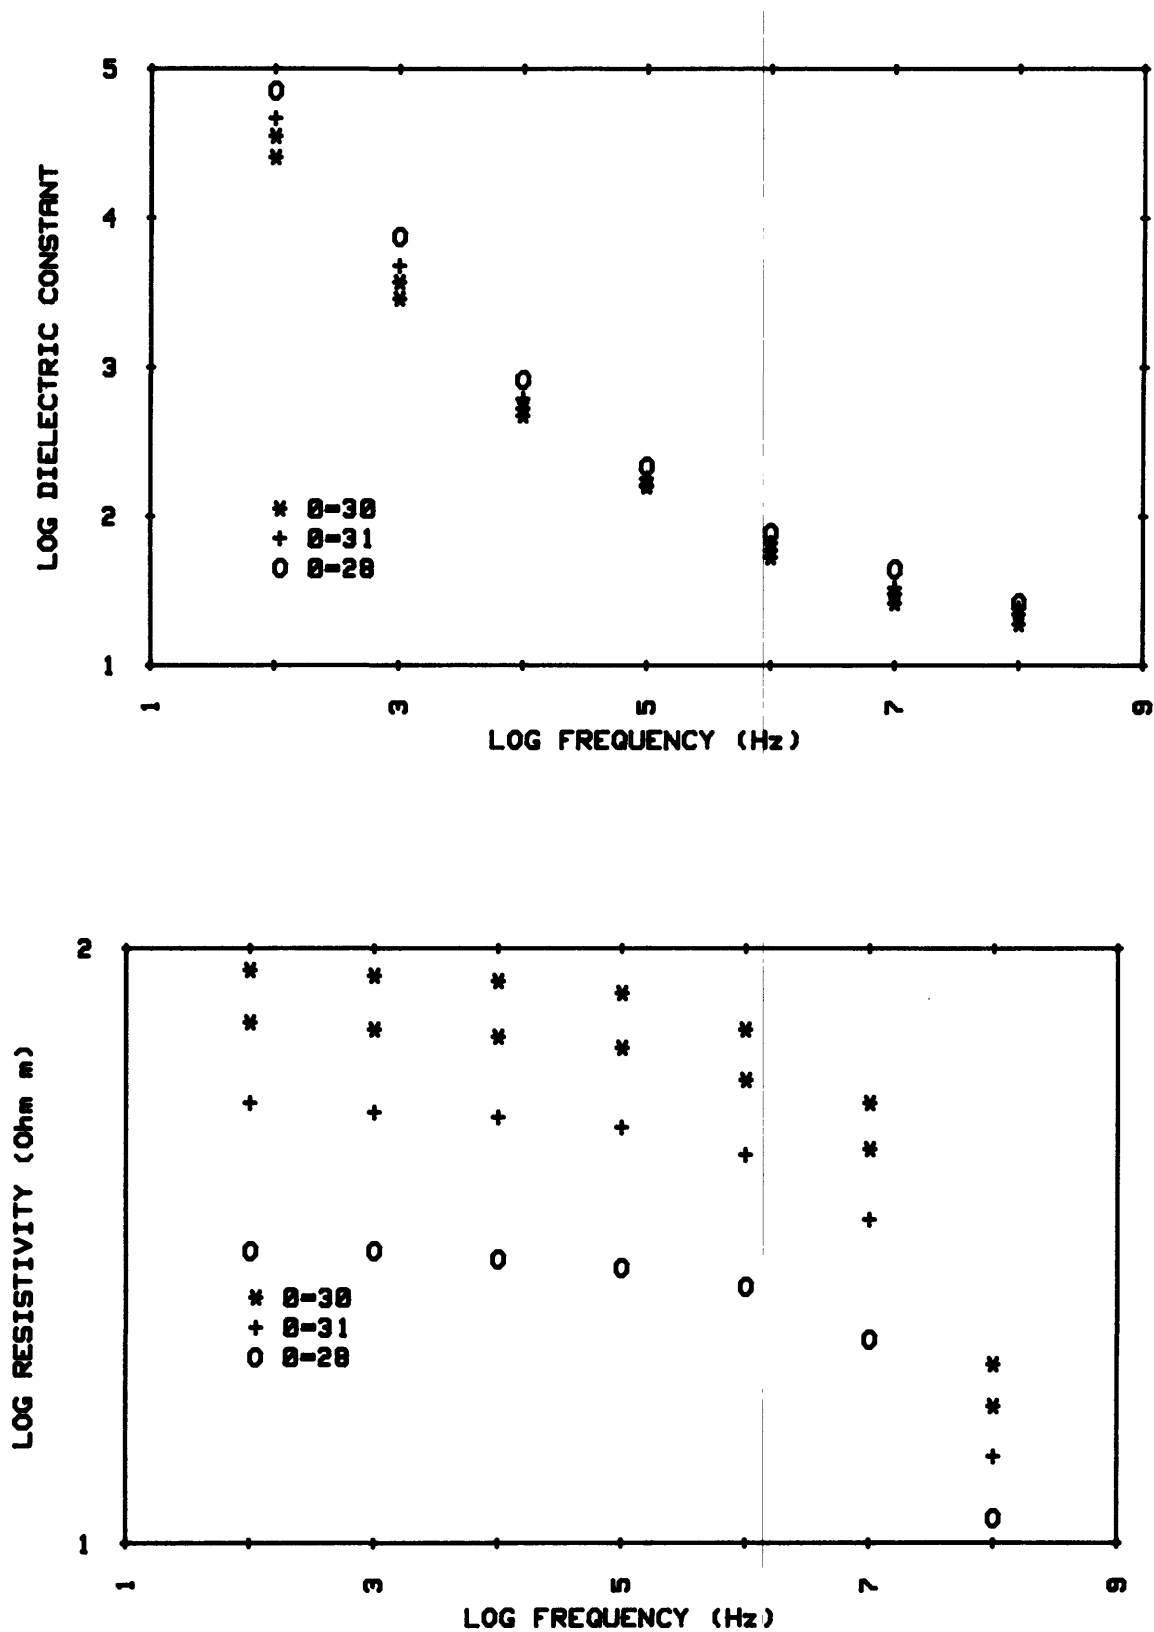 5
4
3
2
1
LOG DIELECTRIC CONSTANT
* 0=30
+ 0=31
O 0=28
1 3 5 7 9
LOG FREQUENCY (Hz)
2
1
LOG RESISTIVITY (Ohm m)
* 0=30
+ 0=31
O 0=28
1 3 5 7 9
LOG FREQUENCY (Hz)